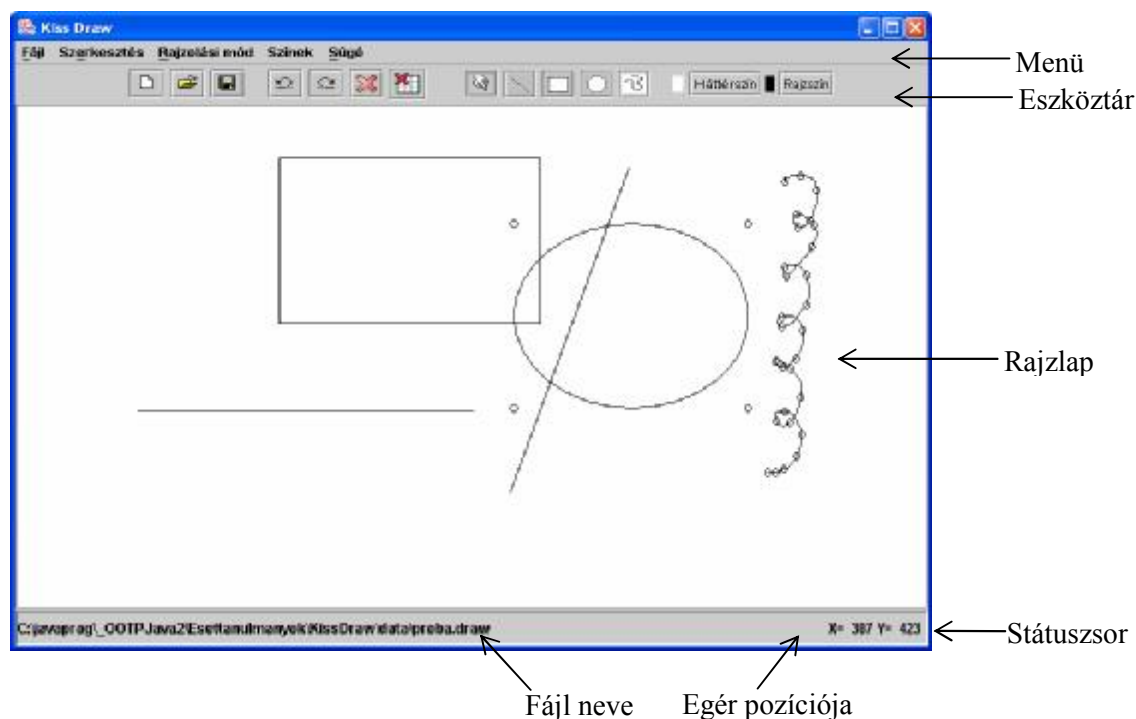 Kiss Draw
Fájl Szerkesztés Rajzolási mód Színek Súgó
Menü
Háttérszín Rajzszín
Eszköztár
Rajzlap
C:\javaprag\_OOTPJava2\Esettanulmanyok\KissDraw\data\proba.draw
X= 387 Y= 423
Státuszsor
Fájl neve
Egér pozíciója